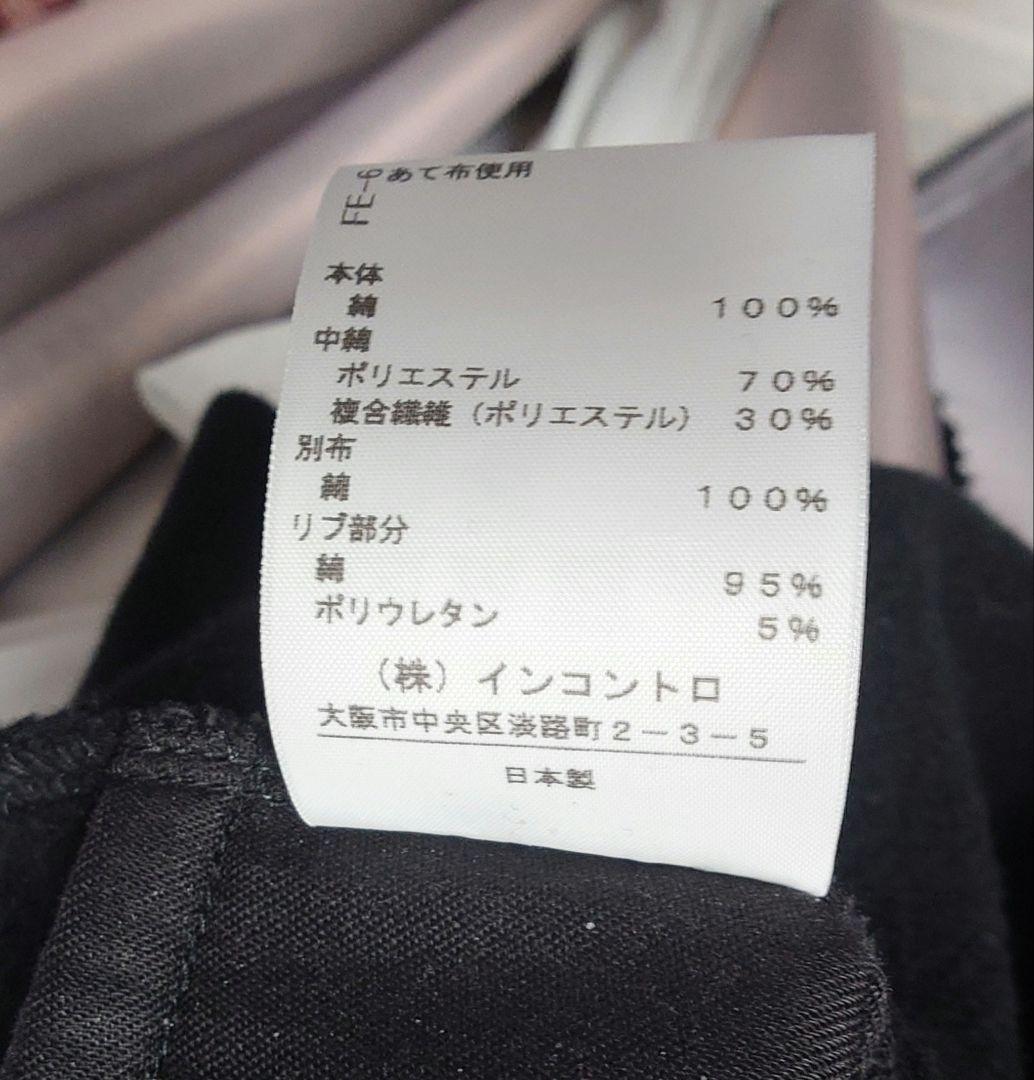 あて布使用
FE-6
本体
綿 100%
中綿
ポリエステル 70%
複合繊維(ポリエステル) 30%
別布
綿 100%
リブ部分
綿 95%
ポリウレタン 5%
(株)インコントロ
大阪市中央区淡路町2-3-5
日本製